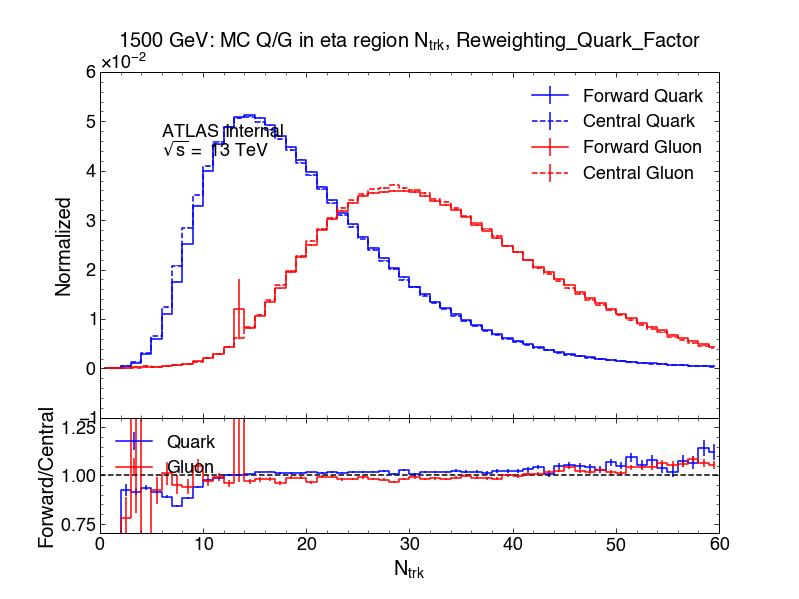 1500 GeV: MC Q/G in eta region Ntrk, Reweighting_Quark_Factor
×10−2
6
5
4
3
2
1
0
−1
Normalized
ATLAS Internal
√s = 13 TeV
Forward Quark
Central Quark
Forward Gluon
Central Gluon
Forward/Central
1.25
1.00
0.75
Quark
Gluon
0 10 20 30 40 50 60
Ntrk